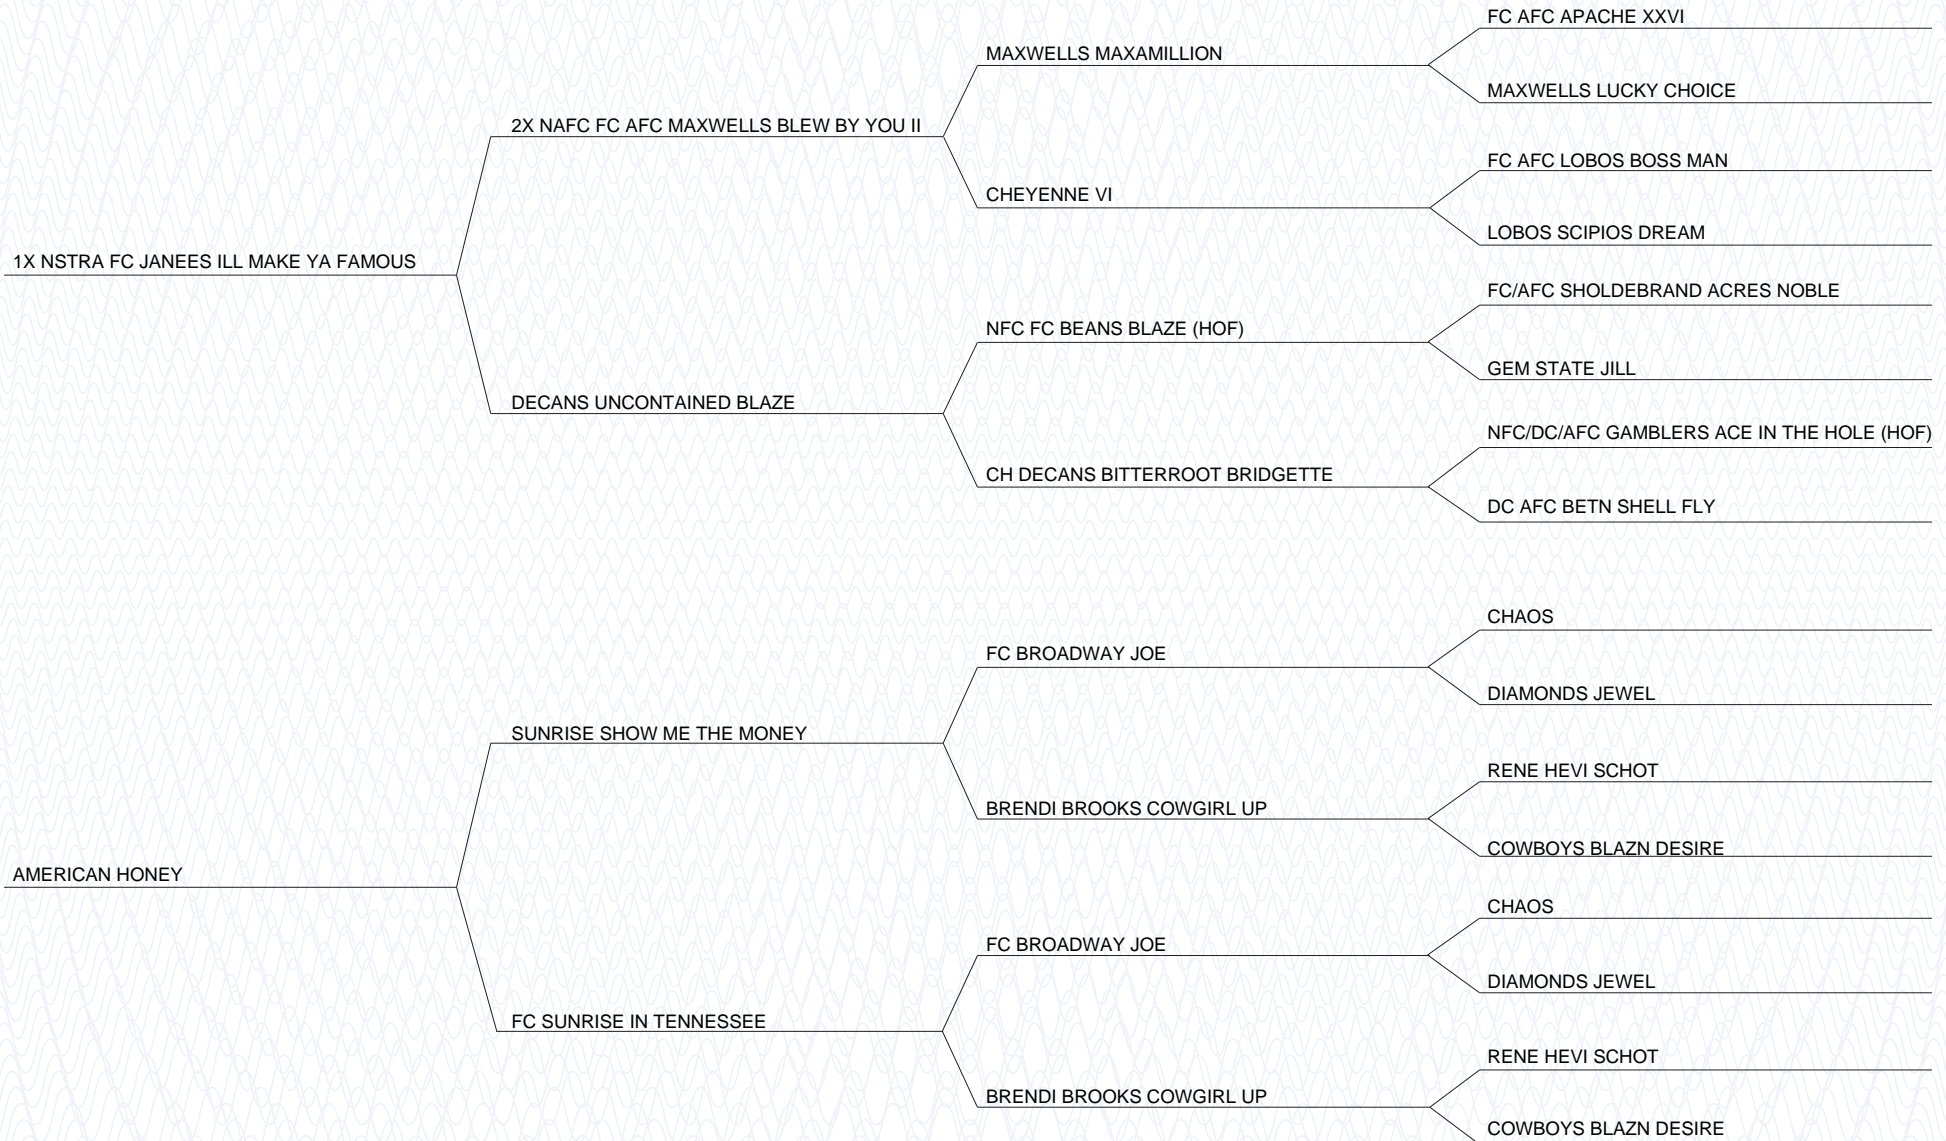 FC AFC APACHE XXVI
MAXWELLS MAXAMILLION
MAXWELLS LUCKY CHOICE
2X NAFC FC AFC MAXWELLS BLEW BY YOU II
FC AFC LOBOS BOSS MAN
CHEYENNE VI
LOBOS SCIPIOS DREAM
1X NSTRA FC JANEES ILL MAKE YA FAMOUS
FC/AFC SHOLDEBRAND ACRES NOBLE
NFC FC BEANS BLAZE (HOF)
GEM STATE JILL
DECANS UNCONTAINED BLAZE
NFC/DC/AFC GAMBLERS ACE IN THE HOLE (HOF)
CH DECANS BITTERROOT BRIDGETTE
DC AFC BETN SHELL FLY
CHAOS
FC BROADWAY JOE
DIAMONDS JEWEL
SUNRISE SHOW ME THE MONEY
RENE HEVI SCHOT
BRENDI BROOKS COWGIRL UP
COWBOYS BLAZN DESIRE
AMERICAN HONEY
CHAOS
FC BROADWAY JOE
DIAMONDS JEWEL
FC SUNRISE IN TENNESSEE
RENE HEVI SCHOT
BRENDI BROOKS COWGIRL UP
COWBOYS BLAZN DESIRE